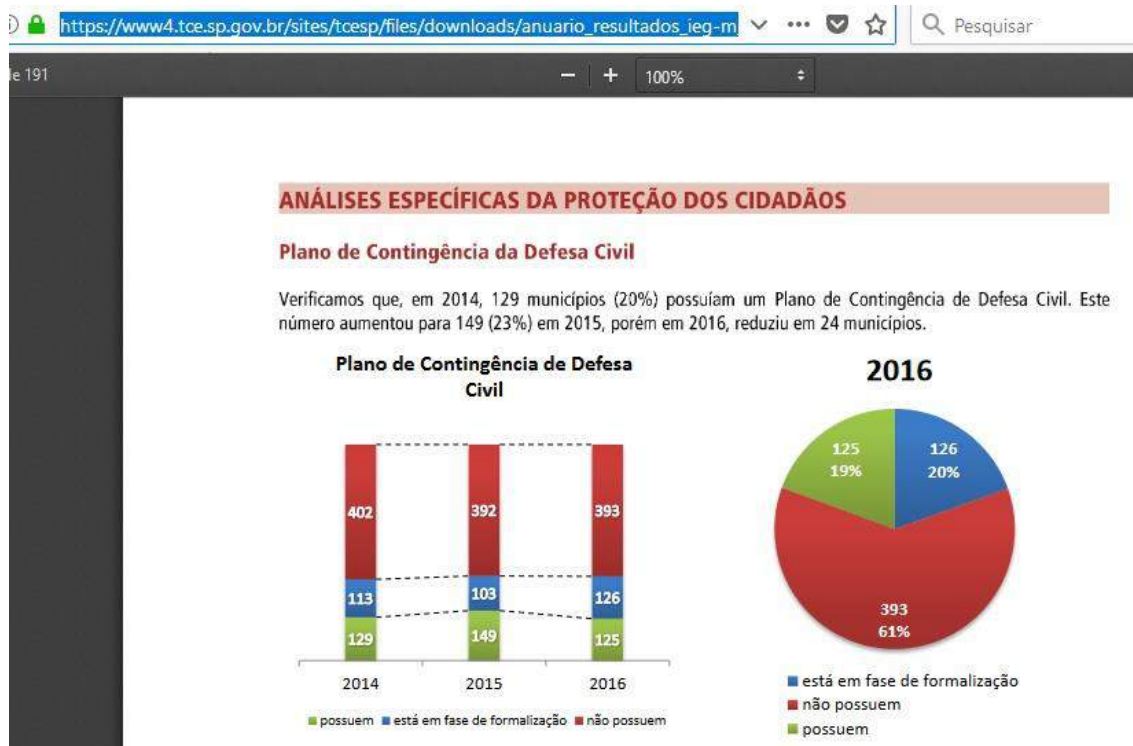 https://www4.tce.sp.gov.br/sites/tcesp/files/downloads/anuario_resultados_ieg-m
Pesquisar
de 191
100%
ANÁLISES ESPECÍFICAS DA PROTEÇÃO DOS CIDADÃOS
Plano de Contingência da Defesa Civil
Verificamos que, em 2014, 129 municípios (20%) possuíam um Plano de Contingência de Defesa Civil. Este
número aumentou para 149 (23%) em 2015, porém em 2016, reduziu em 24 municípios.
Plano de Contingência de Defesa
Civil
402 392 393
113 103 126
129 149 125
2014 2015 2016
possuem está em fase de formalização não possuem
2016
125 126
19% 20%
393
61%
está em fase de formalização
não possuem
possuem